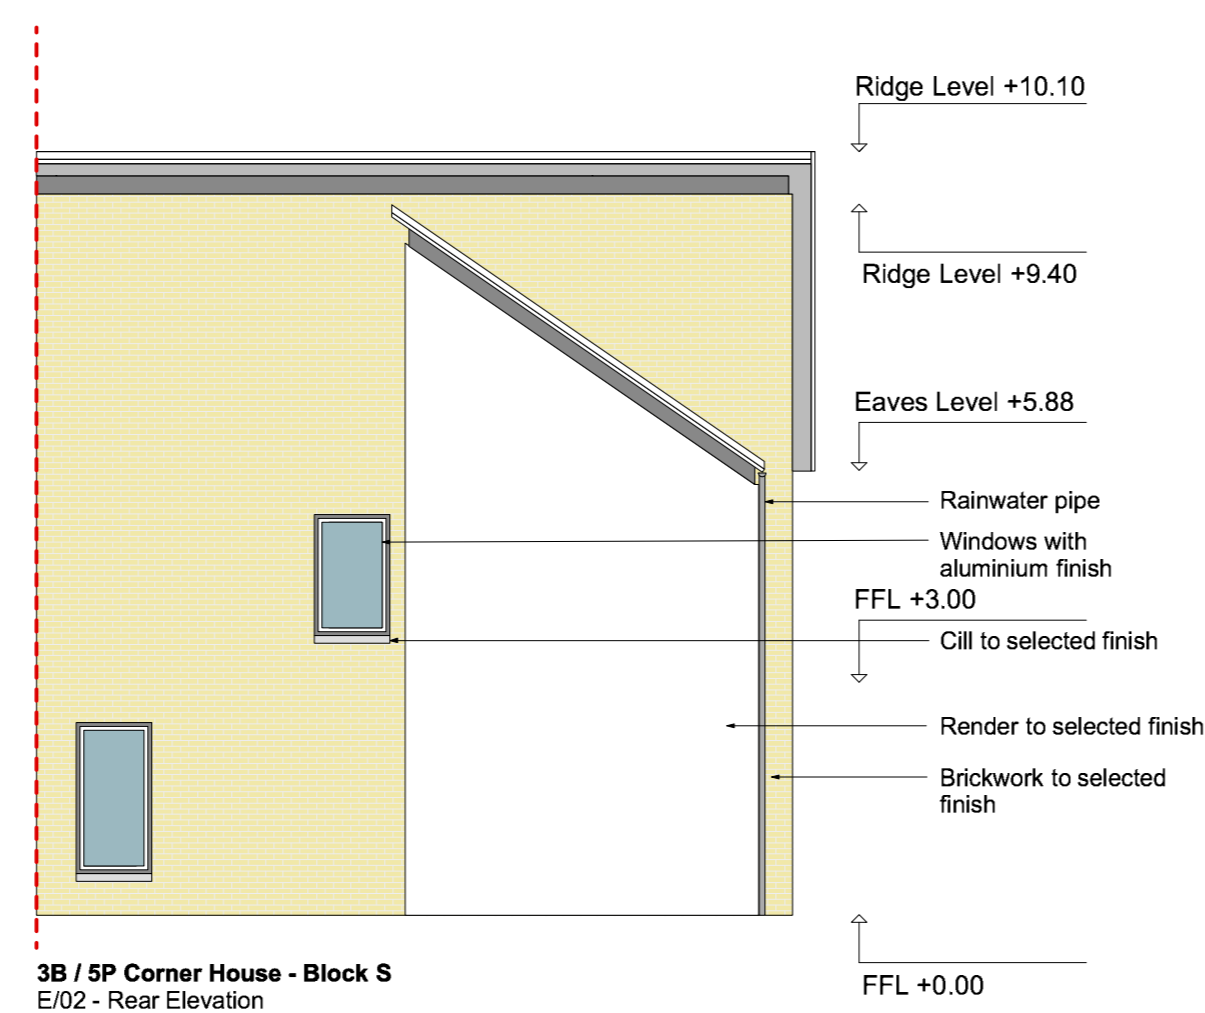 Ridge Level +10.10
Ridge Level +9.40
Eaves Level +5.88
Rainwater pipe
Windows with
aluminium finish
FFL +3.00
Cill to selected finish
Render to selected finish
Brickwork to selected
finish
FFL +0.00
3B / 5P Corner House - Block S
E/02 - Rear Elevation